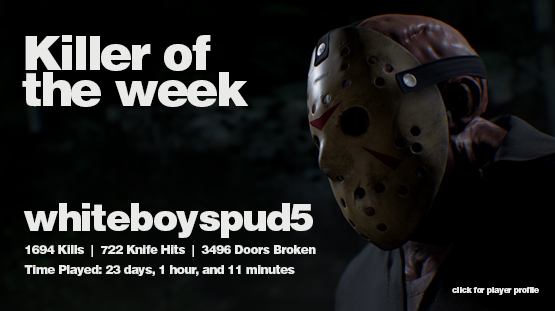 Killer of
the week
whiteboyspud5
1694 Kills | 722 Knife Hits | 3496 Doors Broken
Time Played: 23 days, 1 hour, and 11 minutes
click for player profile